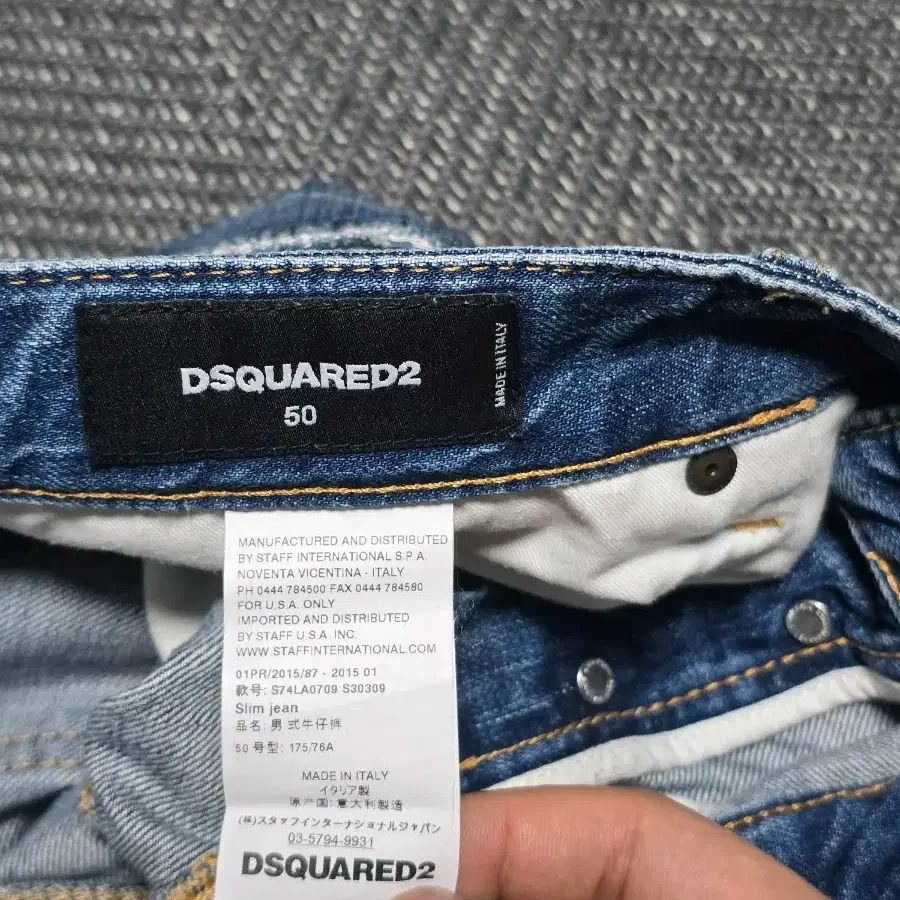 DSQUARED2
50
MADE IN ITALY
MANUFACTURED AND DISTRIBUTED
BY STAFF INTERNATIONAL S.P.A.
NOVENTA VICENTINA - ITALY
PH 0444 784500 FAX 0444 784580
FOR U.S.A. ONLY
IMPORTED AND DISTRIBUTED
BY STAFF U.S.A. INC.
WWW.STAFFINTERNATIONAL.COM
01PR/2015/87 - 2015 01
款号: S74LA0709 S30309
Slim jean
品名: 男式牛仔裤
50 号型: 175/76A
MADE IN ITALY
イタリア製
原产国: 意大利製造
(株)スタッフインターナショナルジャパン
03-5794-9931
DSQUARED2